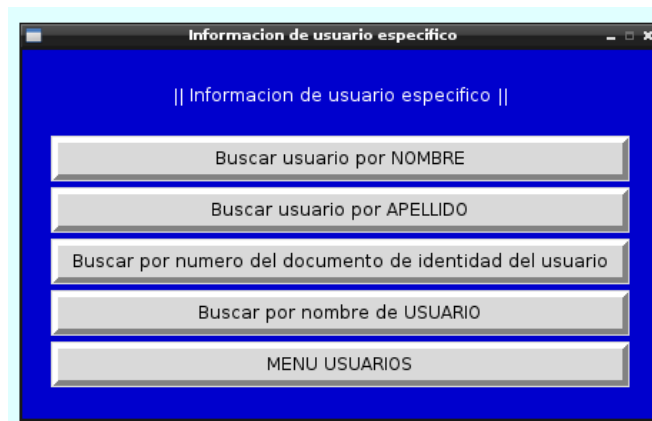 Informacion de usuario especifico
|| Informacion de usuario especifico ||
Buscar usuario por NOMBRE
Buscar usuario por APELLIDO
Buscar por numero del documento de identidad del usuario
Buscar por nombre de USUARIO
MENU USUARIOS